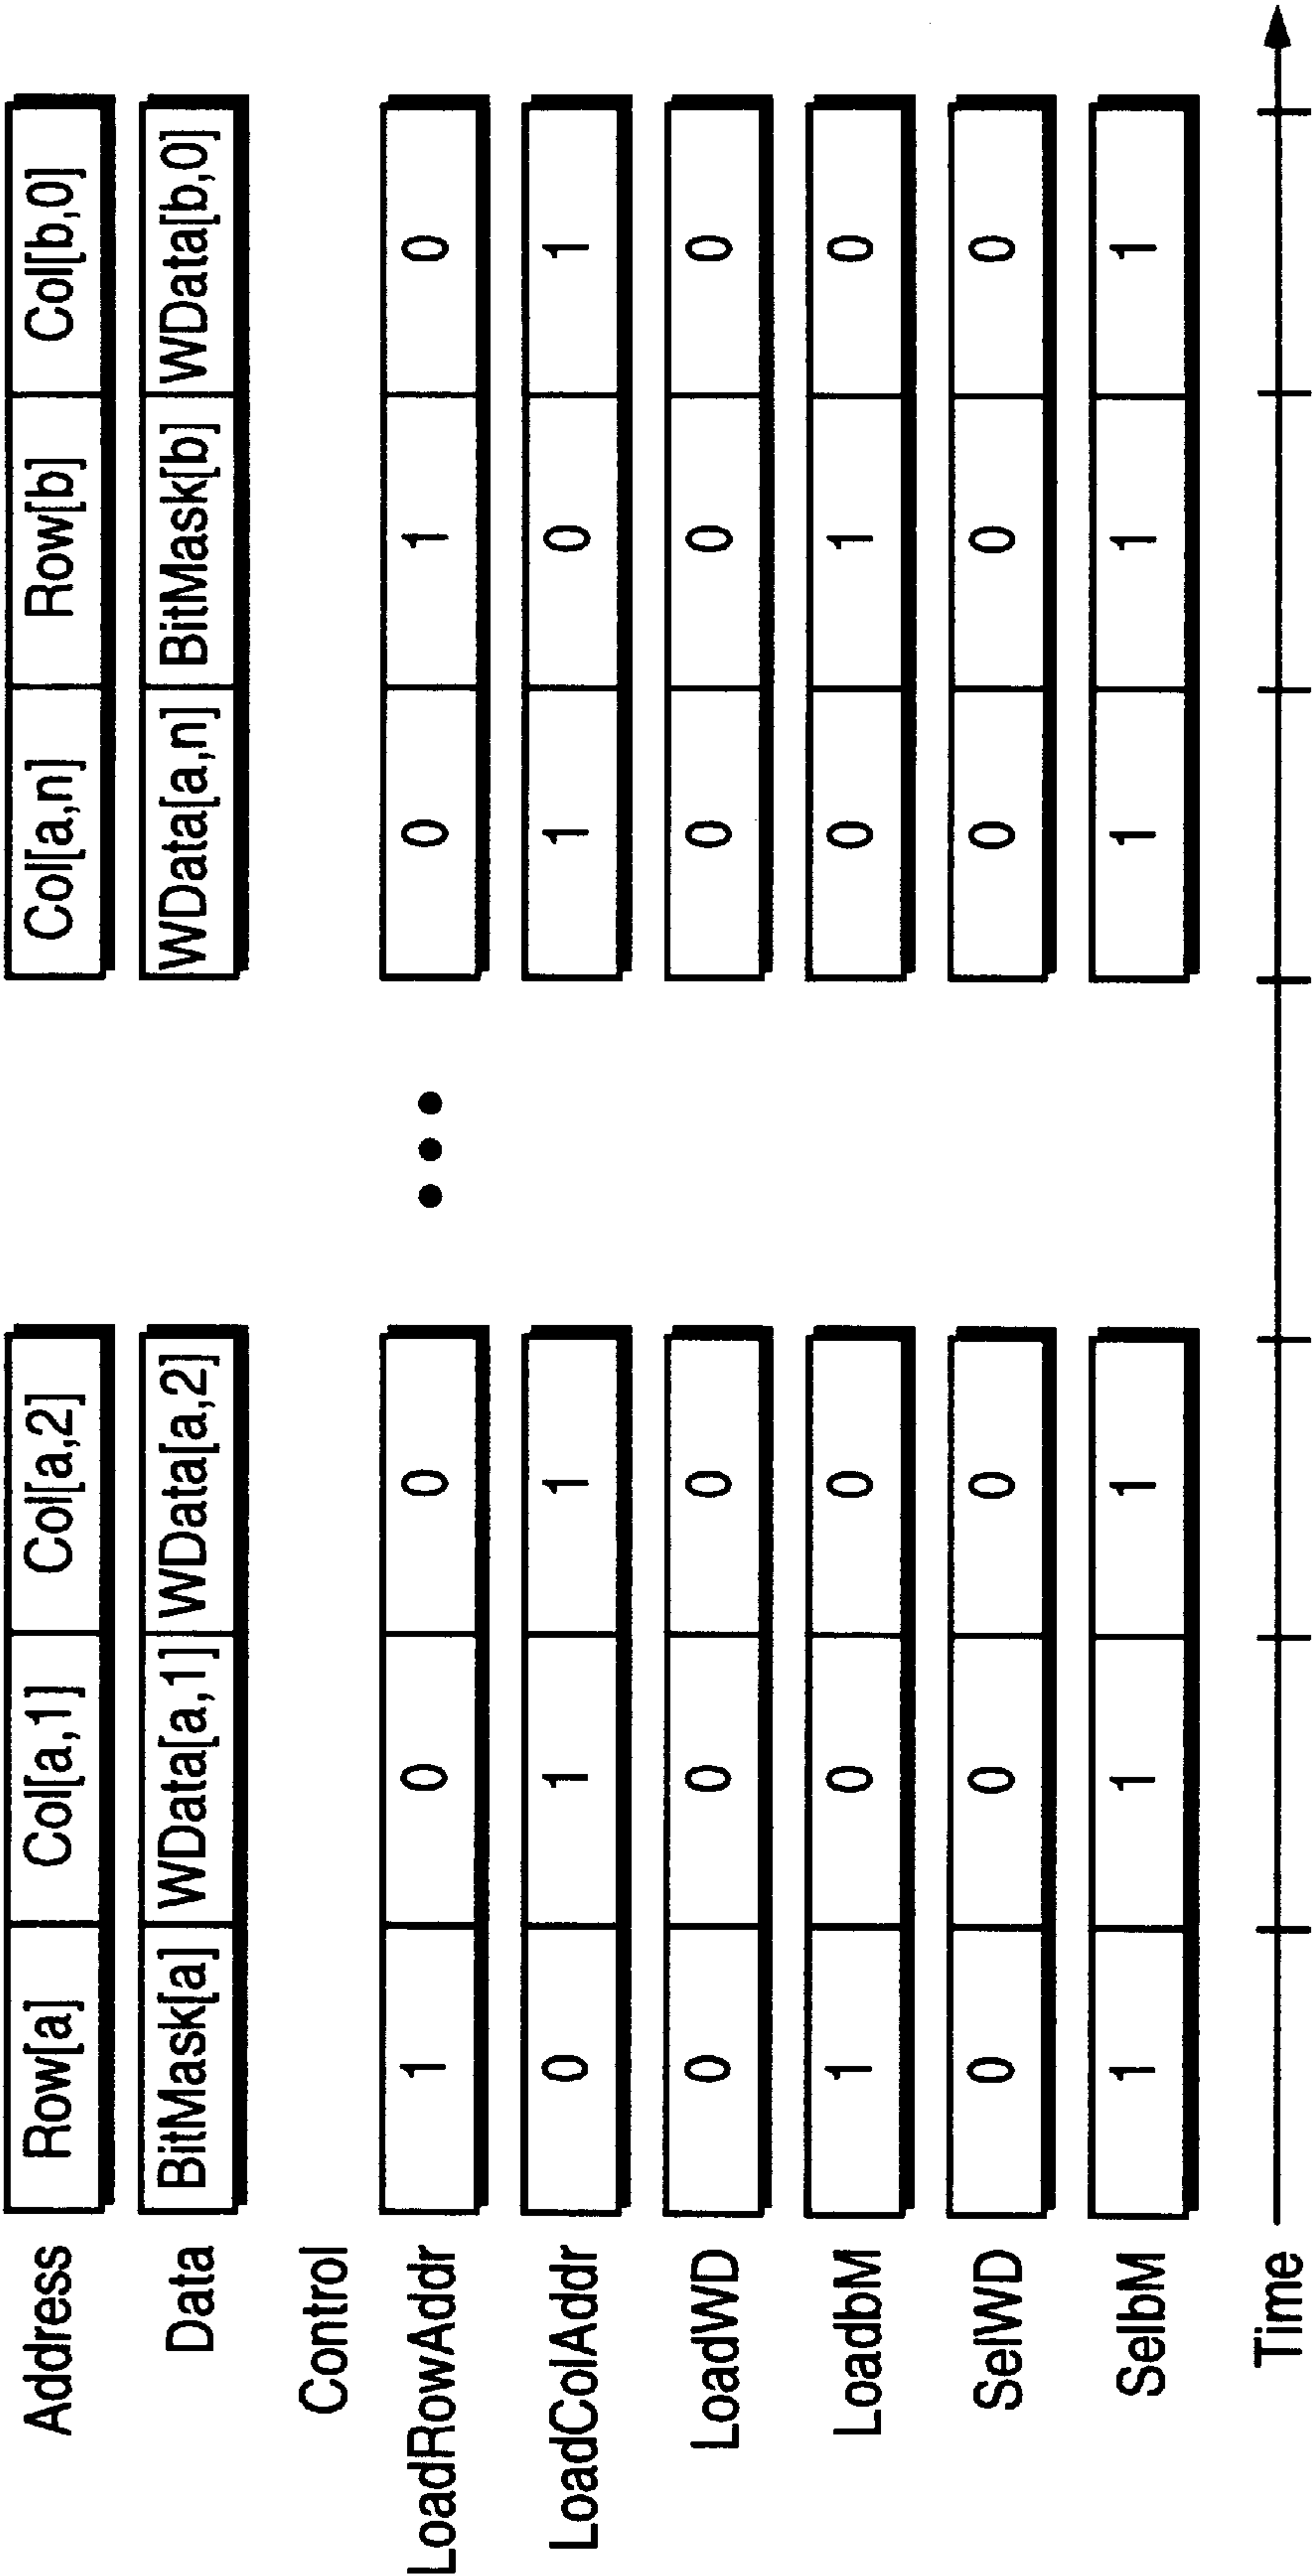 Address Row[a] Col[a,1] Col[a,2] Col[a,n] Row[b] Col[b,0]
Data BitMask[a] WData[a,1] WData[a,2] WData[a,n] BitMask[b] WData[b,0]
Control
LoadRowAddr 1 0 0 0 1 0
LoadColAddr 0 1 1 1 0 1
LoadWD 0 0 0 0 0 0
LoadbM 1 0 0 0 1 0
SelWD 0 0 0 0 0 0
SelbM 1 1 1 1 1 1
Time